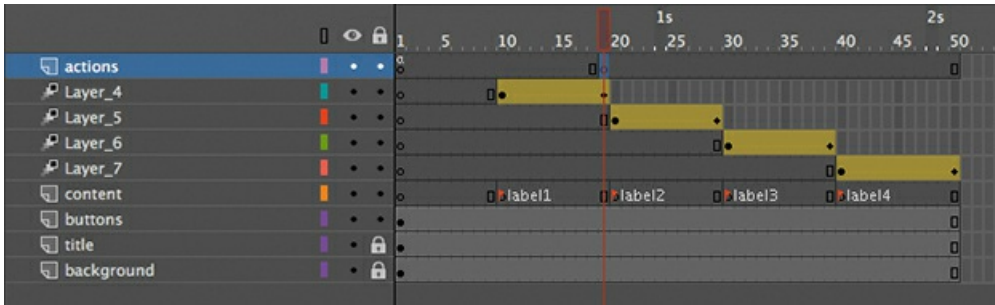 1s 2s
1 5 10 15 20 25 30 35 40 45 50
actions a
Layer_4
Layer_5
Layer_6
Layer_7
content label1 label2 label3 label4
buttons
title
background